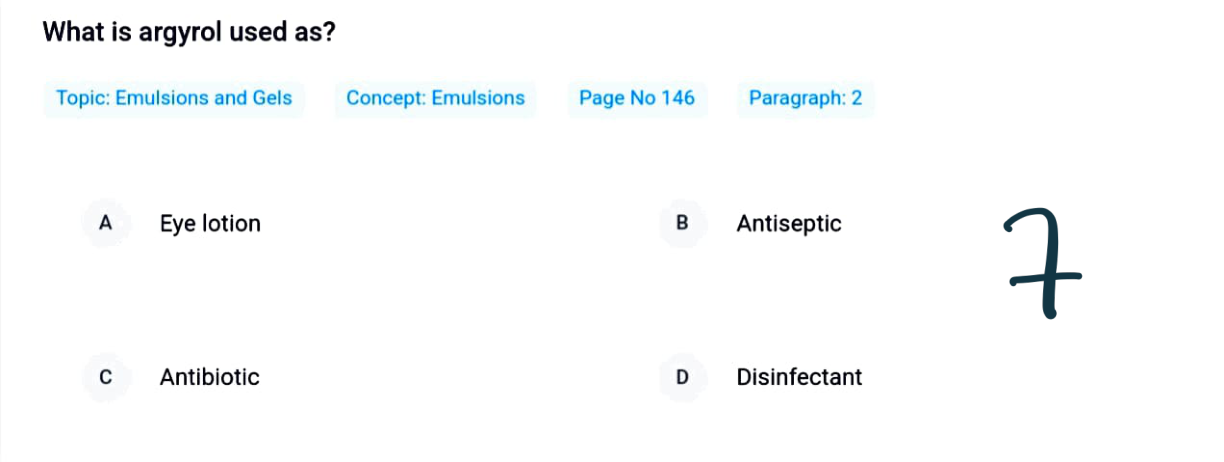 What is argyrol used as?
Topic: Emulsions and Gels Concept: Emulsions Page No 146 Paragraph: 2
A Eye lotion B Antiseptic
7
C Antibiotic D Disinfectant